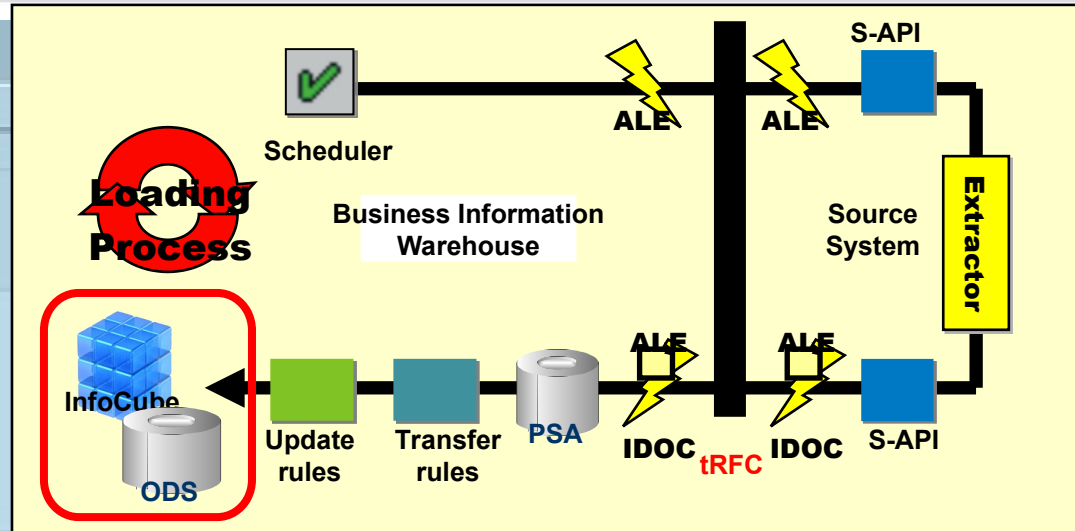 S-API
ALE
ALE
Scheduler
Loading
Process
Business Information
Warehouse
Source
System
Extractor
InfoCube
ODS
Update
rules
Transfer
rules
PSA
ALE
IDOC
tRFC
ALE
IDOC
S-API